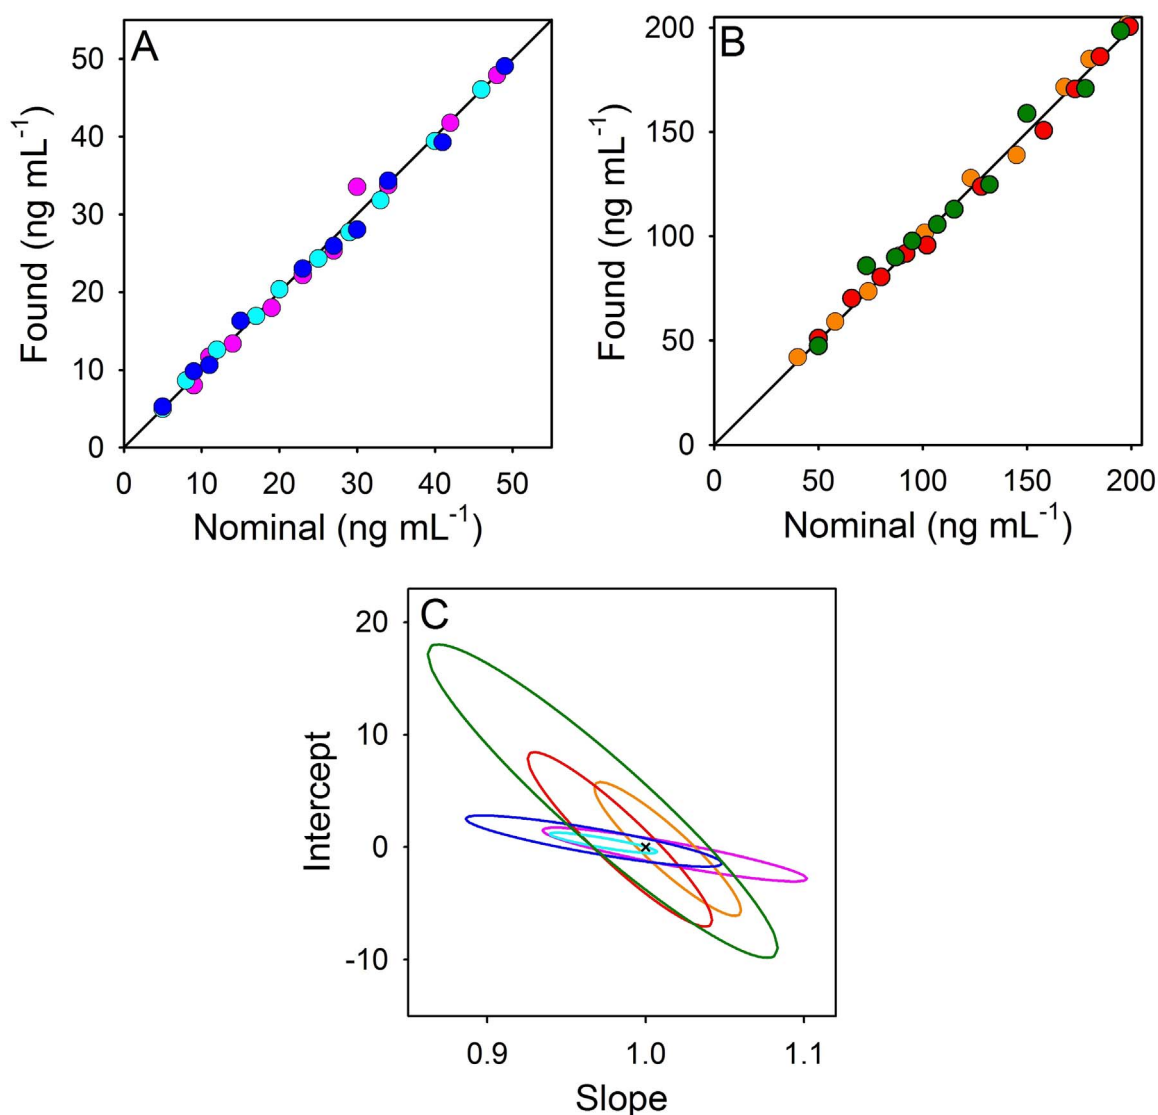 A
Found (ng mL⁻¹)
50
40
30
20
10
0
0 10 20 30 40 50
Nominal (ng mL⁻¹)
B
Found (ng mL⁻¹)
200
150
100
50
0
0 50 100 150 200
Nominal (ng mL⁻¹)
C
Intercept
20
10
0
-10
0.9 1.0 1.1
Slope